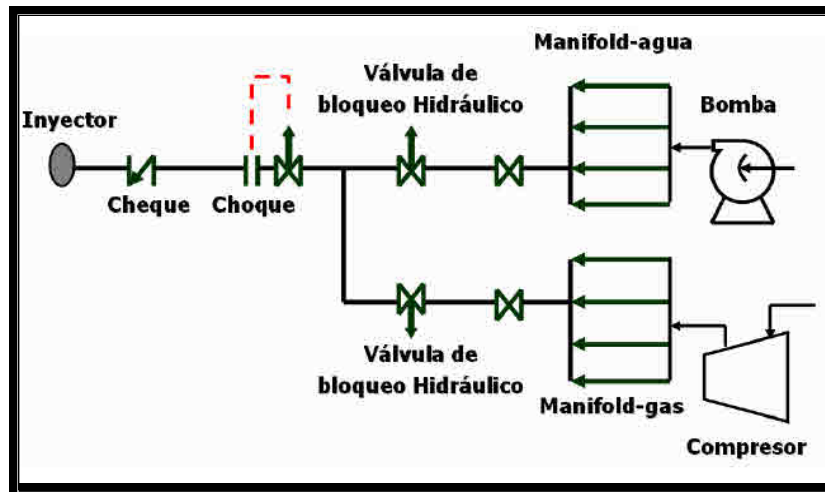 Manifold-agua
Válvula de
bloqueo Hidráulico
Bomba
Inyector
Cheque
Choque
Válvula de
bloqueo Hidráulico
Manifold-gas
Compresor